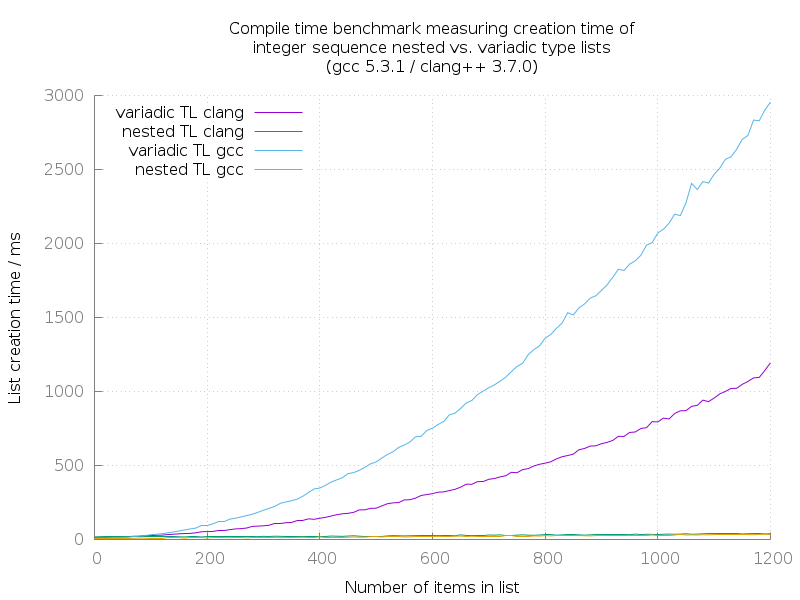 Compile time benchmark measuring creation time of
integer sequence nested vs. variadic type lists
(gcc 5.3.1 / clang++ 3.7.0)
variadic TL clang
nested TL clang
variadic TL gcc
nested TL gcc
List creation time / ms
3000
2500
2000
1500
1000
500
0
0 200 400 600 800 1000 1200
Number of items in list